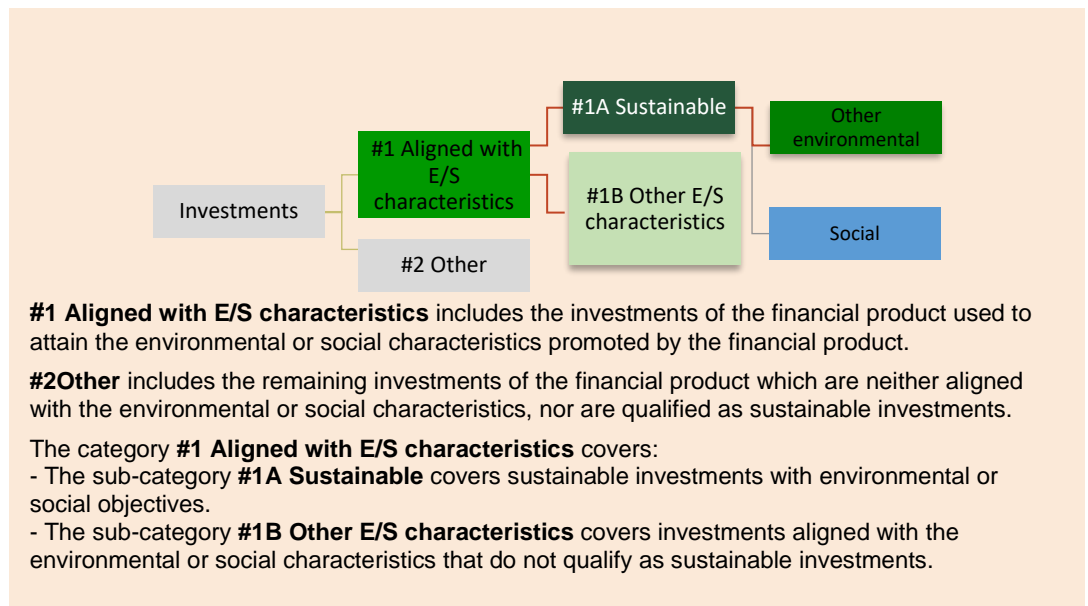 #1A Sustainable
Other
environmental
#1 Aligned with
E/S
characteristics
#1B Other E/S
characteristics
Investments
Social
#2 Other
#1 Aligned with E/S characteristics includes the investments of the financial product used to
attain the environmental or social characteristics promoted by the financial product.
#2Other includes the remaining investments of the financial product which are neither aligned
with the environmental or social characteristics, nor are qualified as sustainable investments.
The category #1 Aligned with E/S characteristics covers:
- The sub-category #1A Sustainable covers sustainable investments with environmental or
social objectives.
- The sub-category #1B Other E/S characteristics covers investments aligned with the
environmental or social characteristics that do not qualify as sustainable investments.